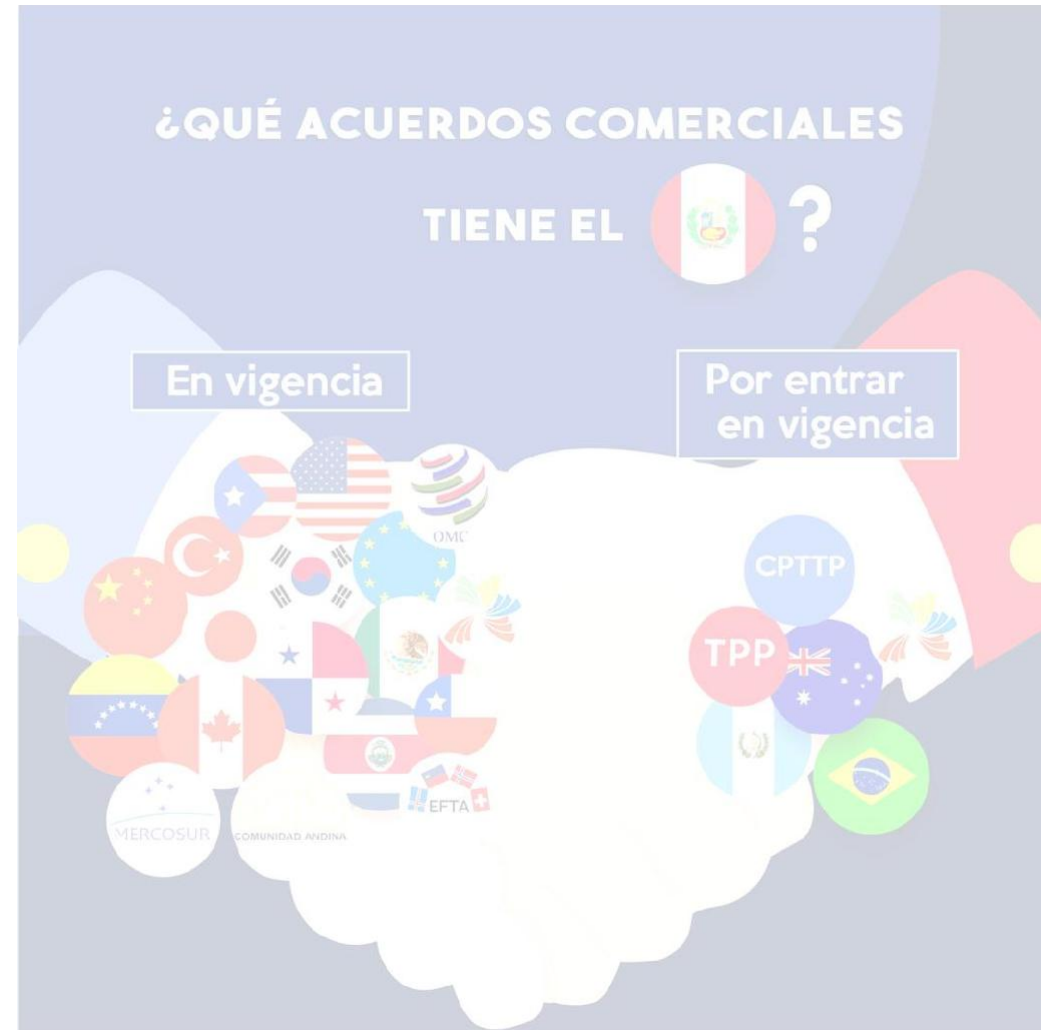 ¿QUÉ ACUERDOS COMERCIALES
TIENE EL ?
En vigencia
Por entrar
en vigencia
OMC
CPTTP
TPP
EFTA
MERCOSUR
COMUNIDAD ANDINA